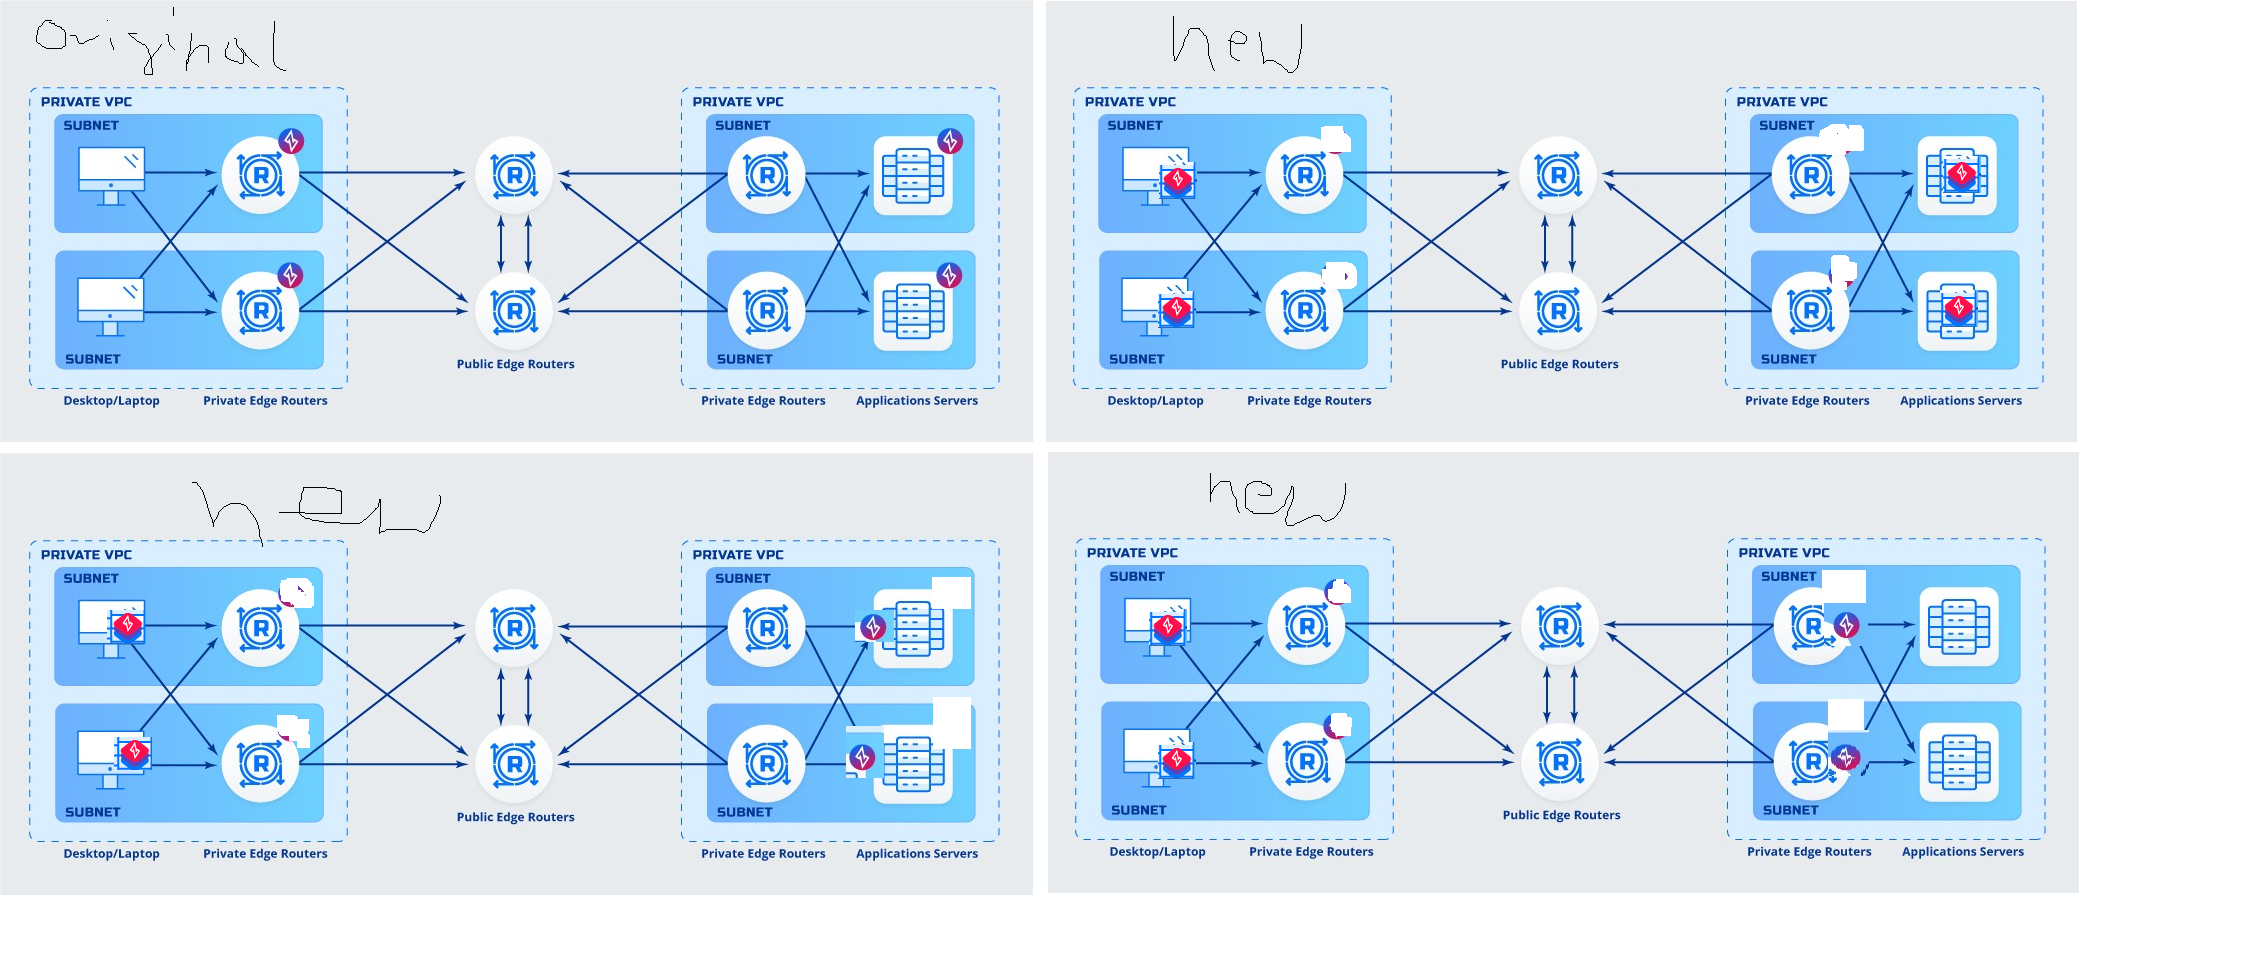 original
PRIVATE VPC
SUBNET
R
R
SUBNET
Desktop/Laptop Private Edge Routers
R
R
Public Edge Routers
PRIVATE VPC
SUBNET
R
R
SUBNET
Private Edge Routers Applications Servers
new
PRIVATE VPC
SUBNET
R
R
SUBNET
Desktop/Laptop Private Edge Routers
R
R
Public Edge Routers
PRIVATE VPC
SUBNET
R
R
SUBNET
Private Edge Routers Applications Servers
new
PRIVATE VPC
SUBNET
R
R
SUBNET
Desktop/Laptop Private Edge Routers
R
R
Public Edge Routers
PRIVATE VPC
SUBNET
R
R
SUBNET
Private Edge Routers Applications Servers
new
PRIVATE VPC
SUBNET
R
R
SUBNET
Desktop/Laptop Private Edge Routers
R
R
Public Edge Routers
PRIVATE VPC
SUBNET
R
R
SUBNET
Private Edge Routers Applications Servers